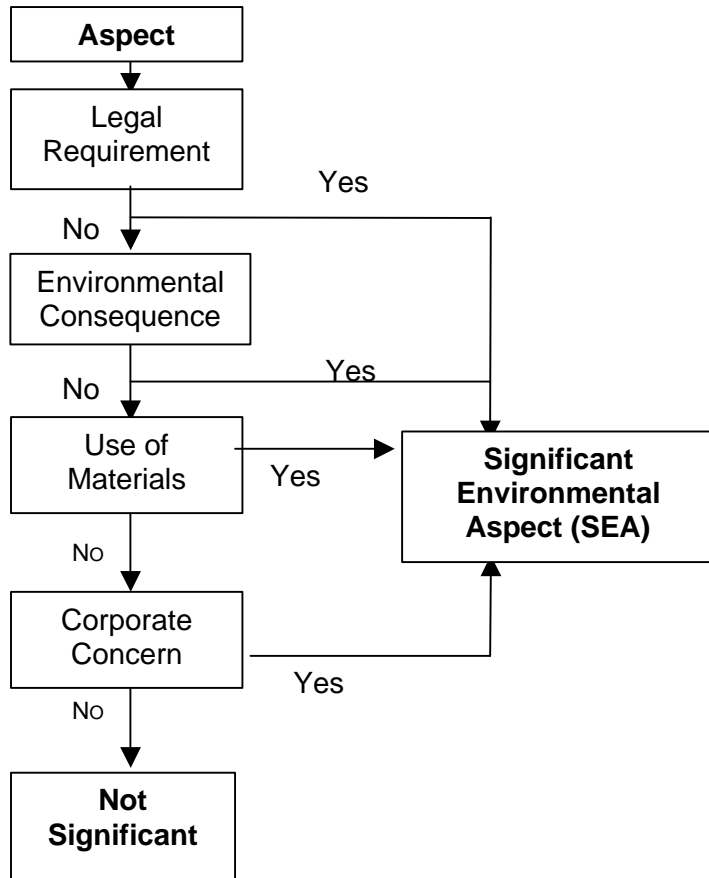 Aspect
Legal
Requirement
Yes
No
Environmental
Consequence
Yes
No
Use of
Materials
Yes
Significant
Environmental
Aspect (SEA)
No
Corporate
Concern
Yes
No
Not
Significant